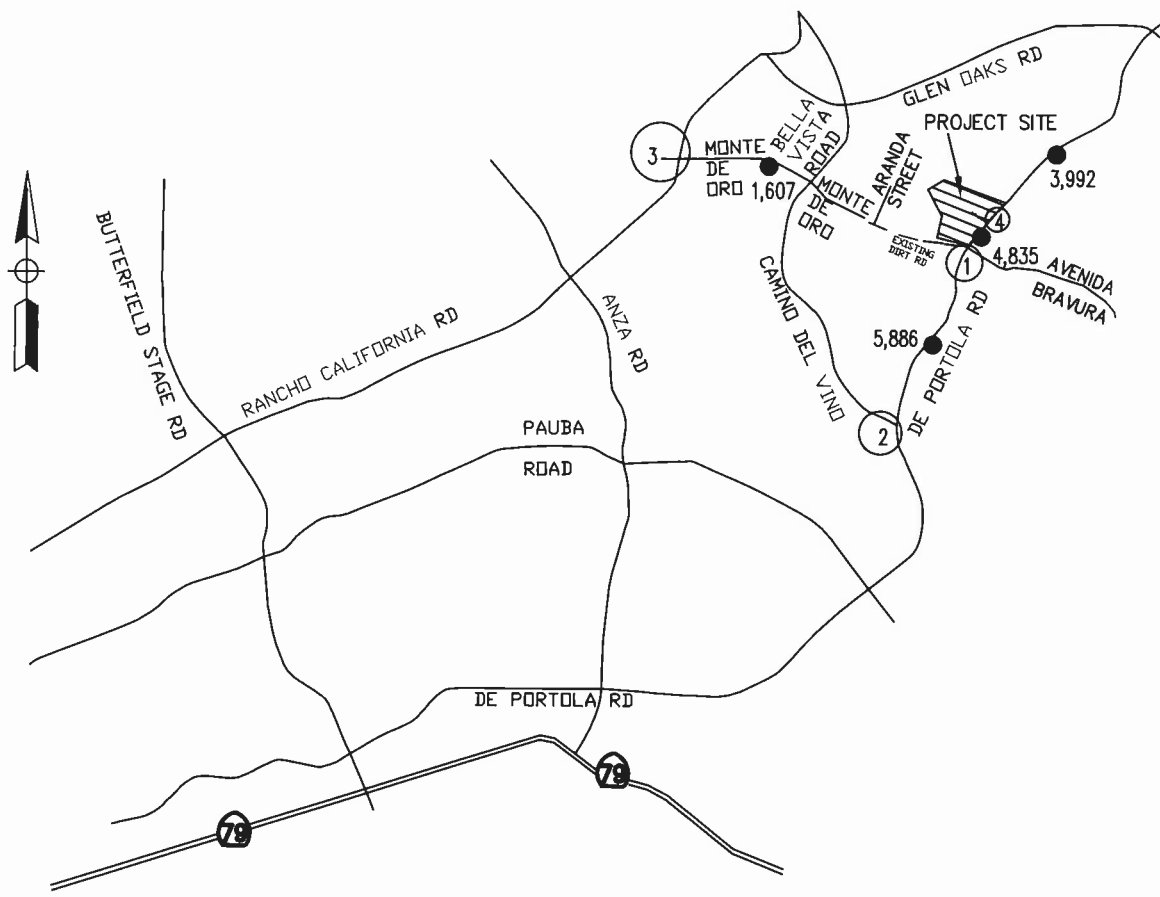 GLEN OAKS RD
PROJECT SITE
3
MONTE
DE
ORO
BELLA
VISTA
ROAD
1,607
MONTE
DE
ORO
ARANDA
STREET
3,992
4
EXISTING
DIRT RD
1
4,835
AVENIDA
BRAVURA
BUTTERFIELD STAGE RD
RANCHO CALIFORNIA RD
ANZA RD
CAMINO DEL VINO
5,886
DE PORTOLA RD
2
PAUBA
ROAD
DE PORTOLA RD
79
79